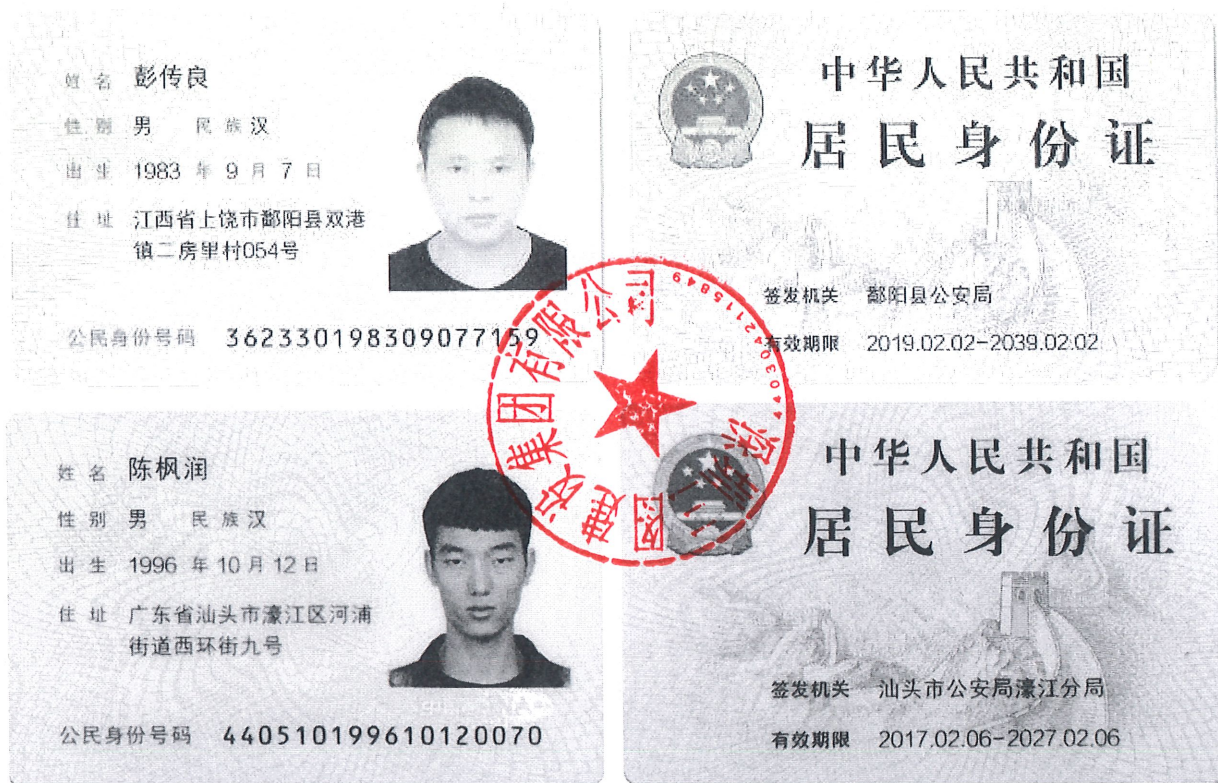 姓名 彭传良
性别 男 民族 汉
出生 1983 年 9 月 7 日
住址 江西省上饶市鄱阳县双港
镇二房里村054号
公民身份号码 362330198309077159
中华人民共和国
居民身份证
签发机关 鄱阳县公安局
有效期限 2019.02.02-2039.02.02
集团有限公司
4403042115849
姓名 陈枫润
性别 男 民族 汉
出生 1996 年 10 月 12 日
住址 广东省汕头市濠江区河浦
街道西环街九号
公民身份号码 440510199610120070
中华人民共和国
居民身份证
签发机关 汕头市公安局濠江分局
有效期限 2017.02.06-2027.02.06